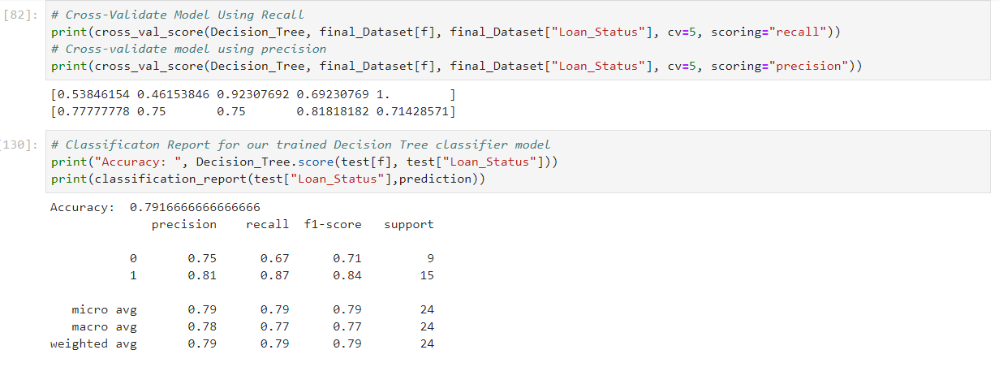 [82]: # Cross-Validate Model Using Recall
print(cross_val_score(Decision_Tree, final_Dataset[f], final_Dataset["Loan_Status"], cv=5, scoring="recall"))
# Cross-validate model using precision
print(cross_val_score(Decision_Tree, final_Dataset[f], final_Dataset["Loan_Status"], cv=5, scoring="precision"))
[0.53846154 0.46153846 0.92307692 0.69230769 1.        ]
[0.77777778 0.75       0.75       0.81818182 0.71428571]
[130]: # Classificaton Report for our trained Decision Tree classifier model
print("Accuracy: ", Decision_Tree.score(test[f], test["Loan_Status"]))
print(classification_report(test["Loan_Status"],prediction))
Accuracy:  0.7916666666666666
              precision    recall  f1-score   support
           0       0.75      0.67      0.71         9
           1       0.81      0.87      0.84        15
   micro avg       0.79      0.79      0.79        24
   macro avg       0.78      0.77      0.77        24
weighted avg       0.79      0.79      0.79        24